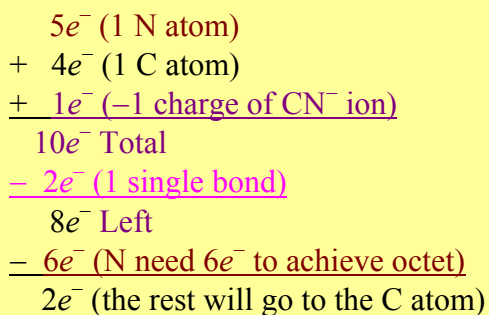 5e⁻ (1 N atom)
+ 4e⁻ (1 C atom)
+ 1e⁻ (–1 charge of CN⁻ ion)
10e⁻ Total
– 2e⁻ (1 single bond)
8e⁻ Left
– 6e⁻ (N need 6e⁻ to achieve octet)
2e⁻ (the rest will go to the C atom)